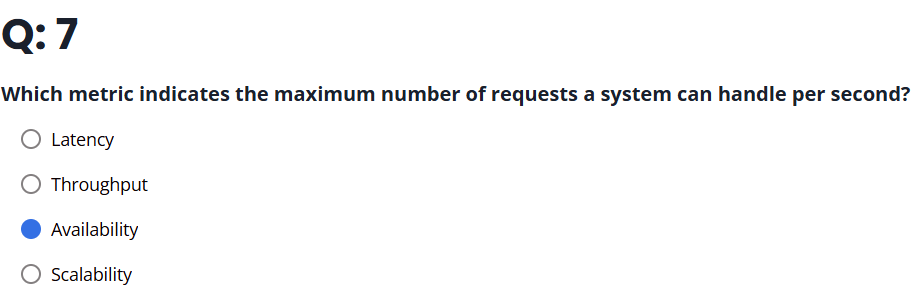 Q: 7
Which metric indicates the maximum number of requests a system can handle per second?
Latency
Throughput
Availability
Scalability